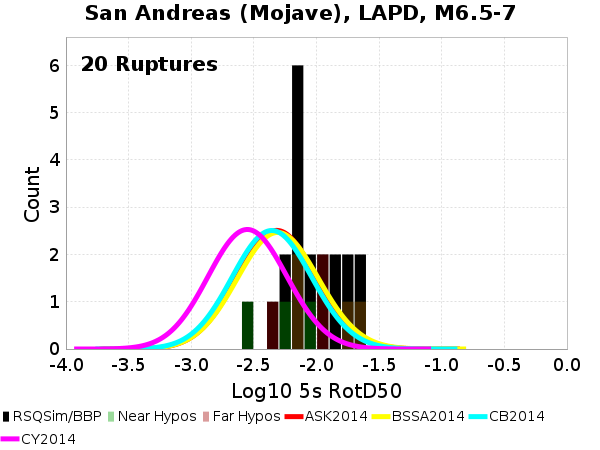 San Andreas (Mojave), LAPD, M6.5-7
20 Ruptures
Count
6
5
4
3
2
1
0
-4.0 -3.5 -3.0 -2.5 -2.0 -1.5 -1.0 -0.5 0.0
Log10 5s RotD50
RSQSim/BBP Near Hypos Far Hypos ASK2014 BSSA2014 CB2014
CY2014